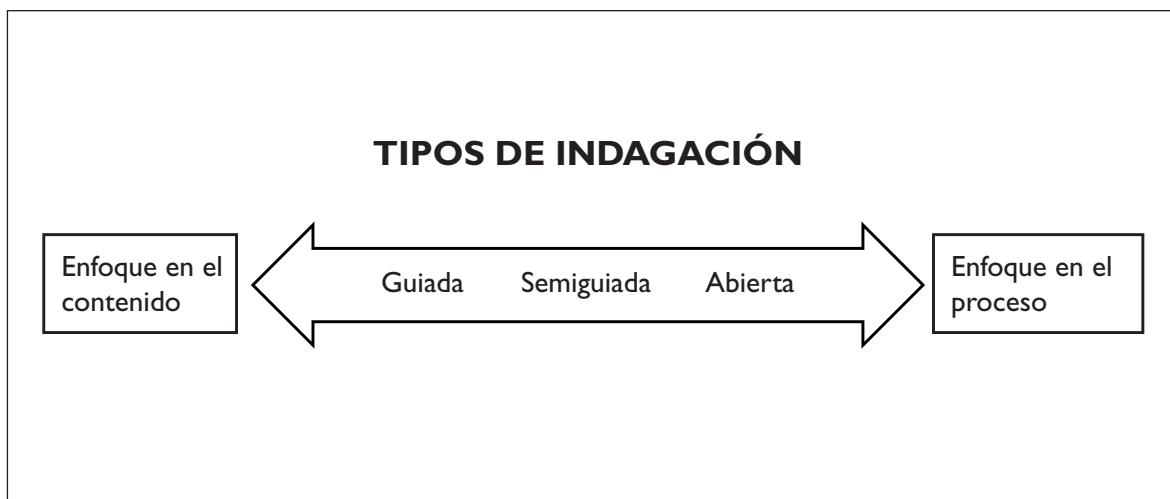 TIPOS DE INDAGACIÓN
Enfoque en el
contenido
Guiada Semiguiada Abierta
Enfoque en el
proceso